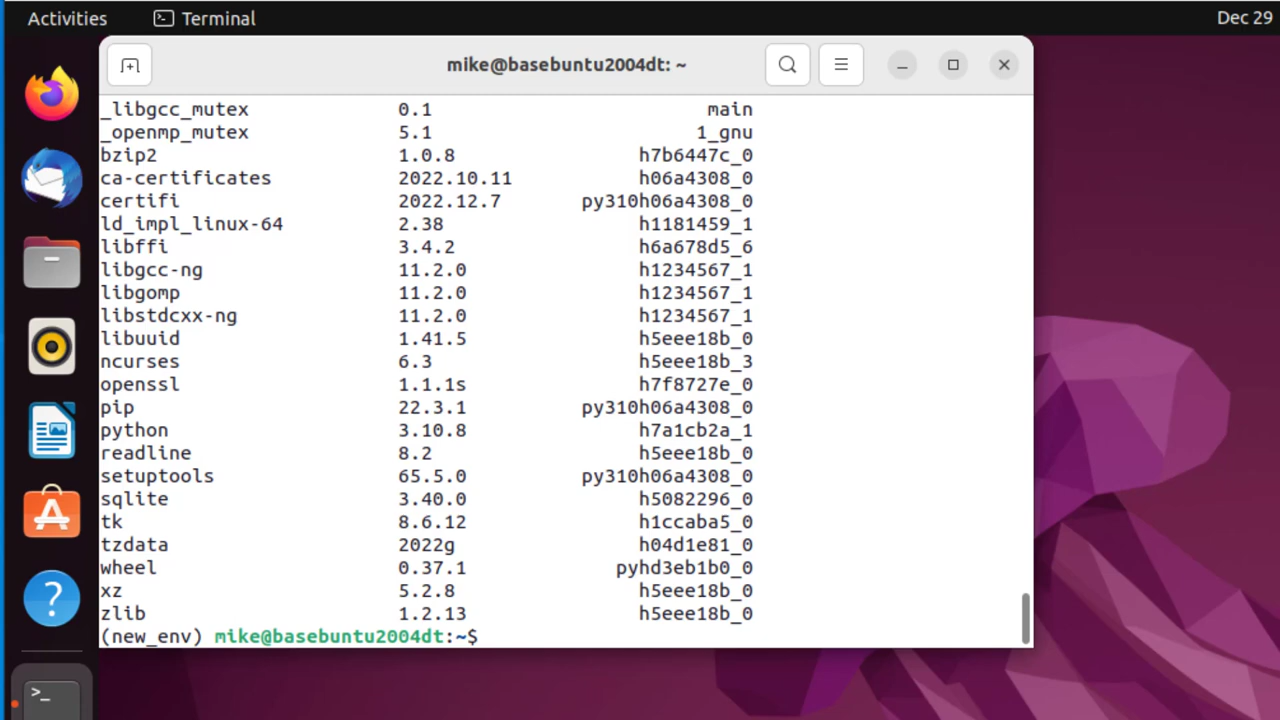 Activities Terminal Dec 29
mike@basebuntu2004dt: ~
_libgcc_mutex 0.1 main
_openmp_mutex 5.1 1_gnu
bzip2 1.0.8 h7b6447c_0
ca-certificates 2022.10.11 h06a4308_0
certifi 2022.12.7 py310h06a4308_0
ld_impl_linux-64 2.38 h1181459_1
libffi 3.4.2 h6a678d5_6
libgcc-ng 11.2.0 h1234567_1
libgomp 11.2.0 h1234567_1
libstdcxx-ng 11.2.0 h1234567_1
libuuid 1.41.5 h5eee18b_0
ncurses 6.3 h5eee18b_3
openssl 1.1.1s h7f8727e_0
pip 22.3.1 py310h06a4308_0
python 3.10.8 h7a1cb2a_1
readline 8.2 h5eee18b_0
setuptools 65.5.0 py310h06a4308_0
sqlite 3.40.0 h5082296_0
tk 8.6.12 h1ccaba5_0
tzdata 2022g h04d1e81_0
wheel 0.37.1 pyhd3eb1b0_0
xz 5.2.8 h5eee18b_0
zlib 1.2.13 h5eee18b_0
(new_env) mike@basebuntu2004dt:~$